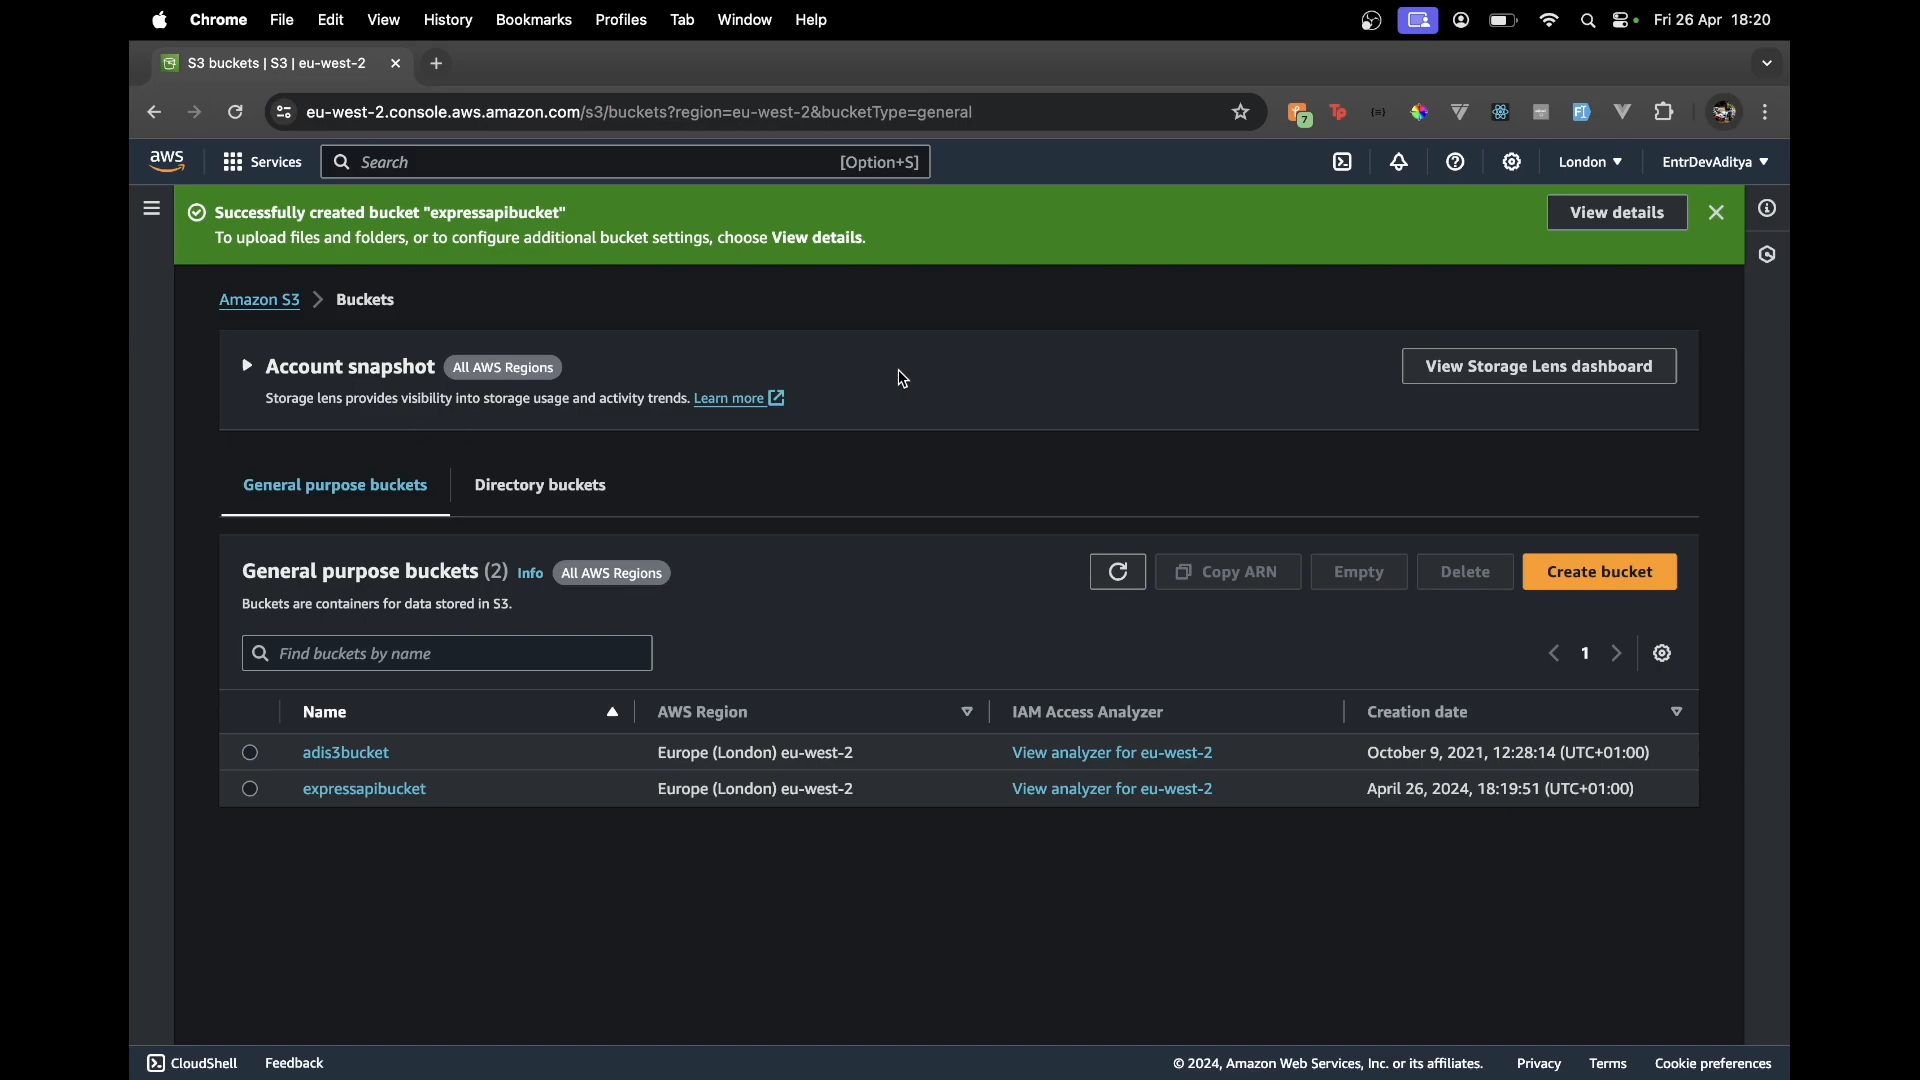 Chrome File Edit View History Bookmarks Profiles Tab Window Help Fri 26 Apr 18:20
S3 buckets | S3 | eu-west-2
eu-west-2.console.aws.amazon.com/s3/buckets?region=eu-west-2&bucketType=general 7 Tp
aws Services Search [Option+S] London EntrDevAditya
Successfully created bucket "expressapibucket" View details
To upload files and folders, or to configure additional bucket settings, choose View details.
Amazon S3 Buckets
Account snapshot All AWS Regions View Storage Lens dashboard
Storage lens provides visibility into storage usage and activity trends. Learn more
General purpose buckets Directory buckets
General purpose buckets (2) Info All AWS Regions Copy ARN Empty Delete Create bucket
Buckets are containers for data stored in S3.
Find buckets by name 1
Name AWS Region IAM Access Analyzer Creation date
adis3bucket Europe (London) eu-west-2 View analyzer for eu-west-2 October 9, 2021, 12:28:14 (UTC+01:00)
expressapibucket Europe (London) eu-west-2 View analyzer for eu-west-2 April 26, 2024, 18:19:51 (UTC+01:00)
CloudShell Feedback © 2024, Amazon Web Services, Inc. or its affiliates. Privacy Terms Cookie preferences